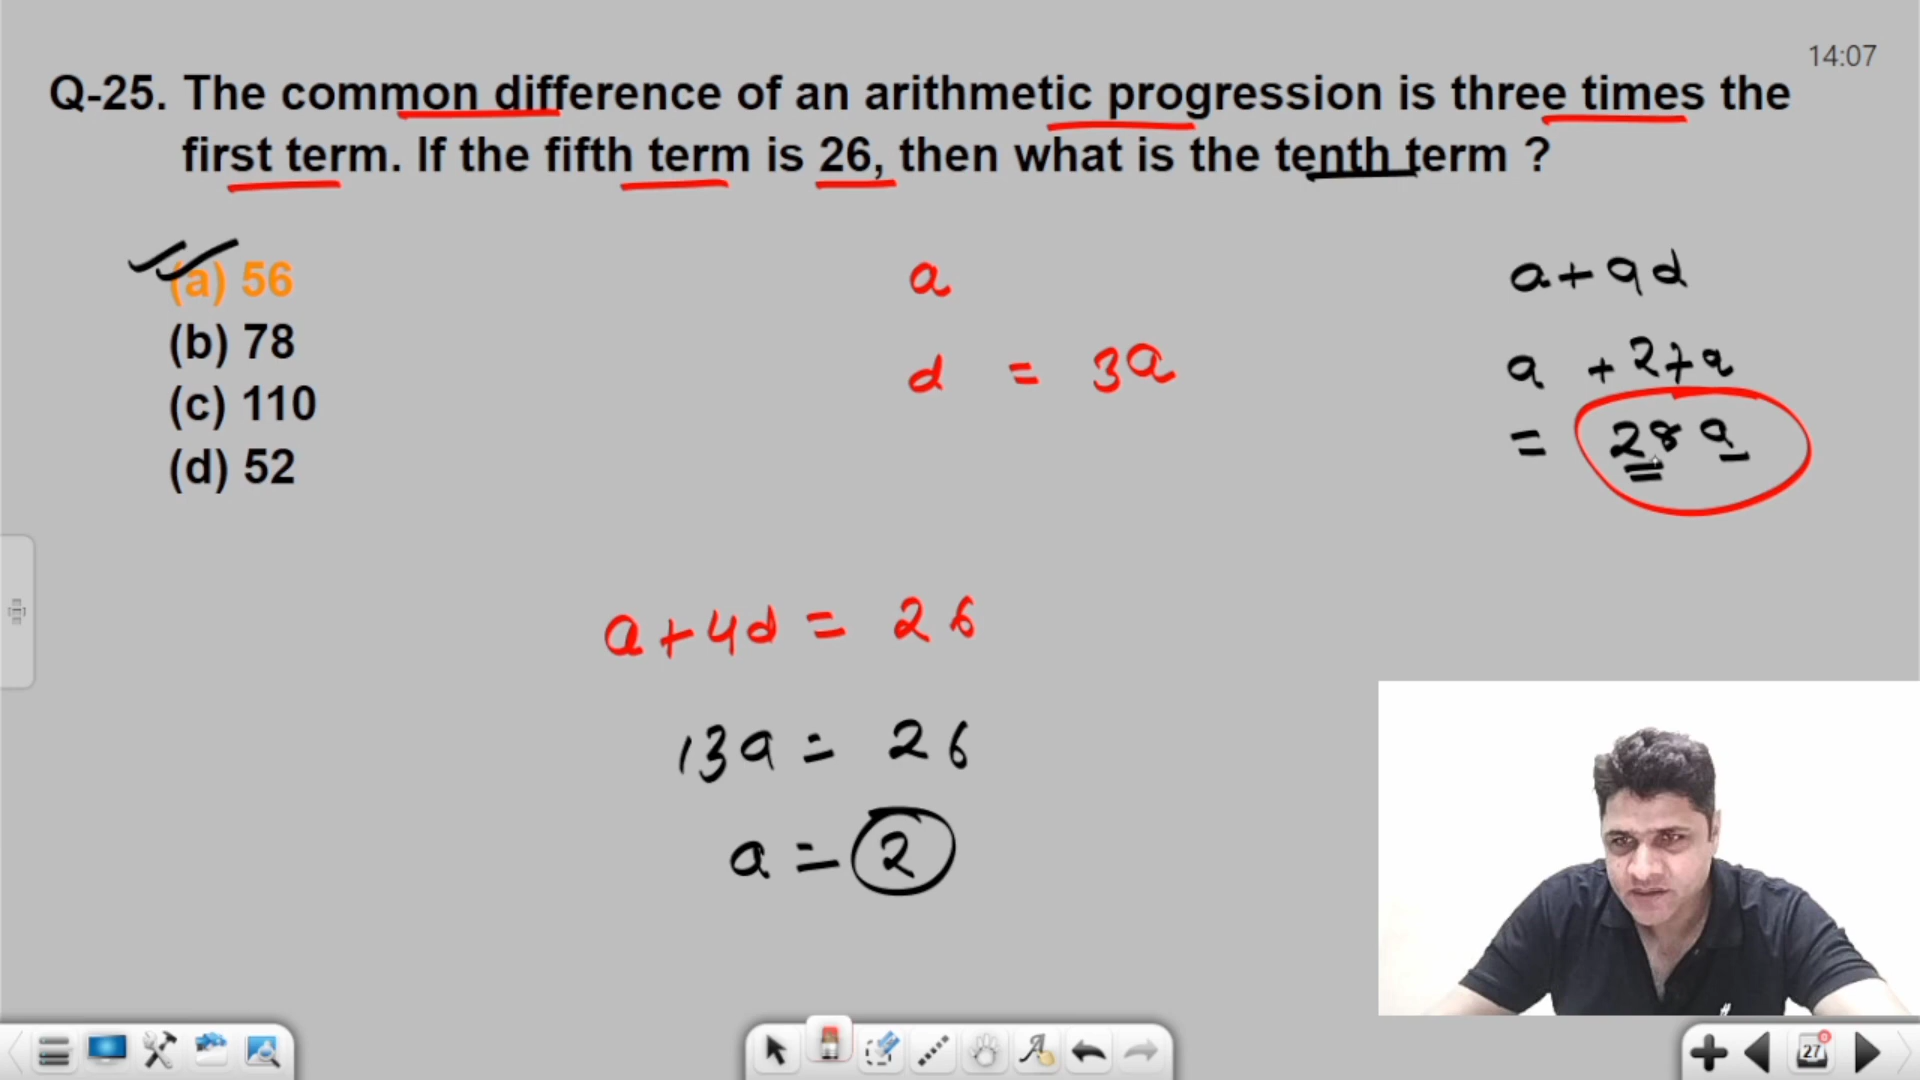 14:07
Q-25. The common difference of an arithmetic progression is three times the
first term. If the fifth term is 26, then what is the tenth term ?
(a) 56
(b) 78
(c) 110
(d) 52
a
d = 3a
a + 9d
a + 27a
= 28a
a + 4d = 26
13a = 26
a = 2
27